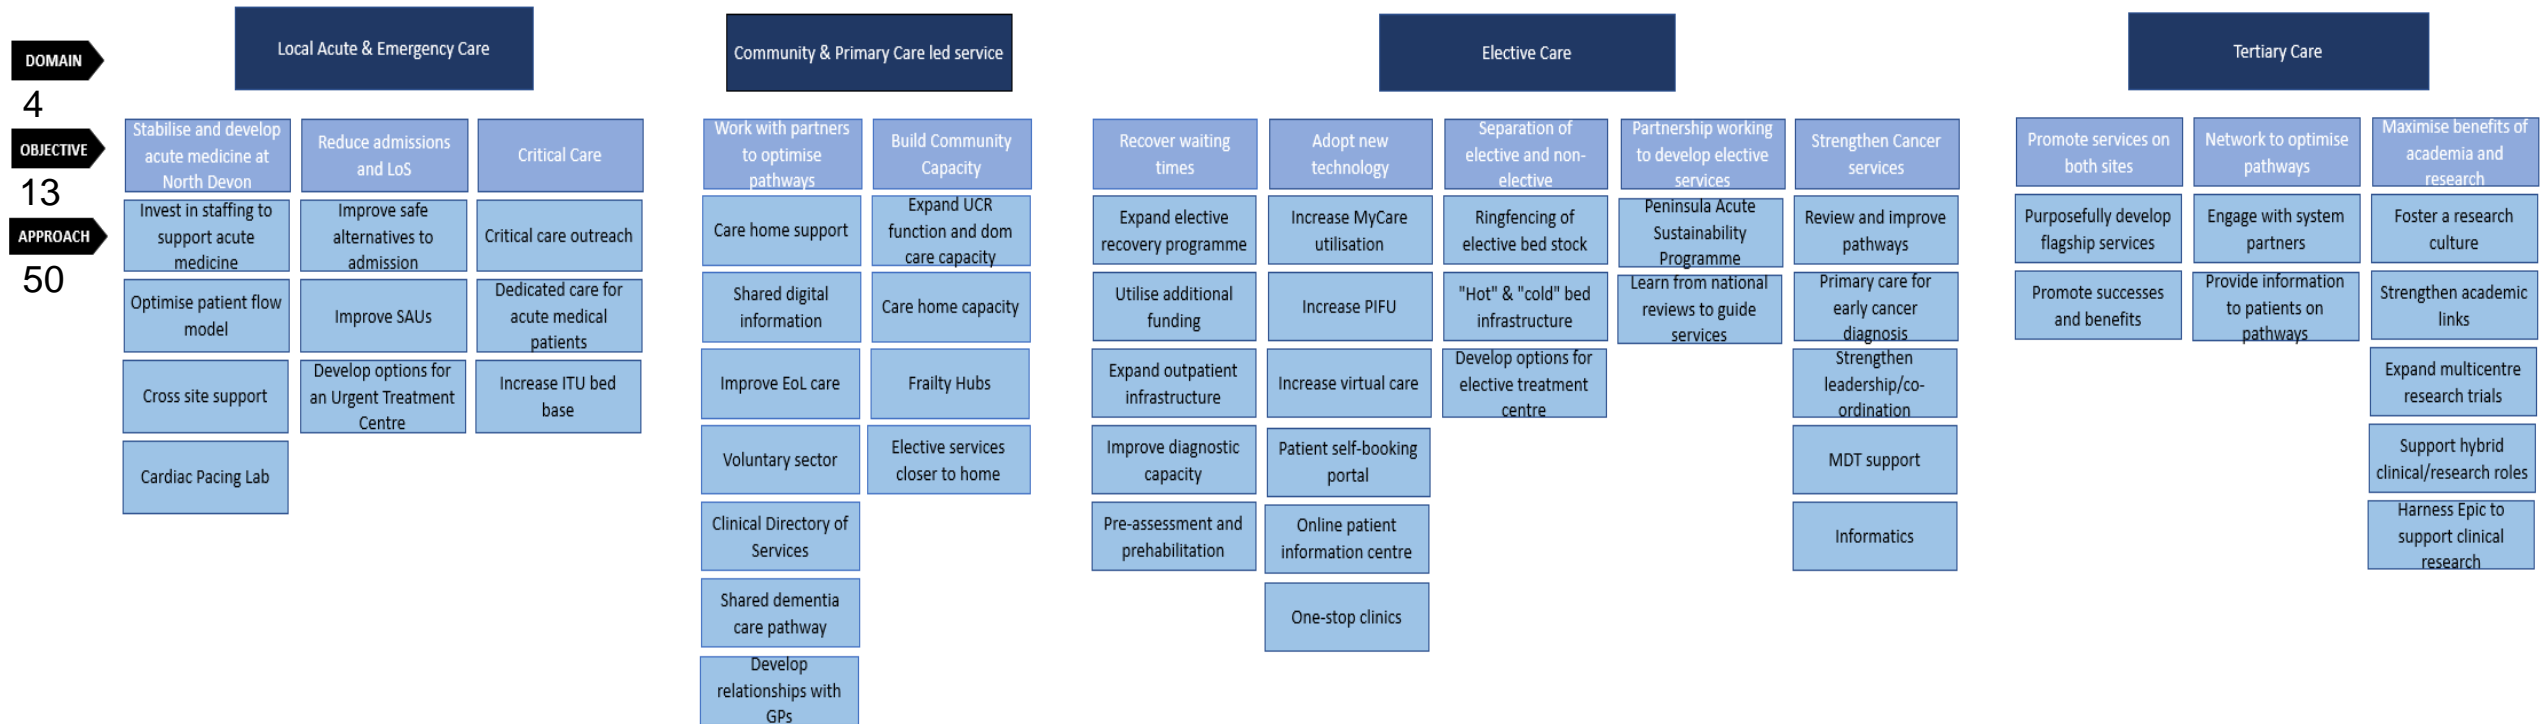 DOMAIN
4
OBJECTIVE
13
APPROACH
50
Local Acute & Emergency Care
Stabilise and develop
acute medicine at
North Devon
Invest in staffing to
support acute
medicine
Optimise patient flow
model
Cross site support
Cardiac Pacing Lab
Reduce admissions
and LoS
Improve safe
alternatives to
admission
Improve SAUs
Develop options for
an Urgent Treatment
Centre
Critical Care
Critical care outreach
Dedicated care for
acute medical
patients
Increase ITU bed
base
Community & Primary Care led service
Work with partners
to optimise
pathways
Care home support
Shared digital
information
Improve EoL care
Voluntary sector
Clinical Directory of
Services
Shared dementia
care pathway
Develop
relationships with
GPs
Build Community
Capacity
Expand UCR
function and dom
care capacity
Care home capacity
Frailty Hubs
Elective services
closer to home
Elective Care
Recover waiting
times
Expand elective
recovery programme
Utilise additional
funding
Expand outpatient
infrastructure
Improve diagnostic
capacity
Pre-assessment and
prehabilitation
Adopt new
technology
Increase MyCare
utilisation
Increase PIFU
Increase virtual care
Patient self-booking
portal
Online patient
information centre
One-stop clinics
Separation of
elective and non-
elective
Ringfencing of
elective bed stock
"Hot" & "cold" bed
infrastructure
Develop options for
elective treatment
centre
Partnership working
to develop elective
services
Peninsula Acute
Sustainability
Programme
Learn from national
reviews to guide
services
Strengthen Cancer
services
Review and improve
pathways
Primary care for
early cancer
diagnosis
Strengthen
leadership/co-
ordination
MDT support
Informatics
Tertiary Care
Promote services on
both sites
Purposefully develop
flagship services
Promote successes
and benefits
Network to optimise
pathways
Engage with system
partners
Provide information
to patients on
pathways
Maximise benefits of
academia and
research
Foster a research
culture
Strengthen academic
links
Expand multicentre
research trials
Support hybrid
clinical/research roles
Harness Epic to
support clinical
research